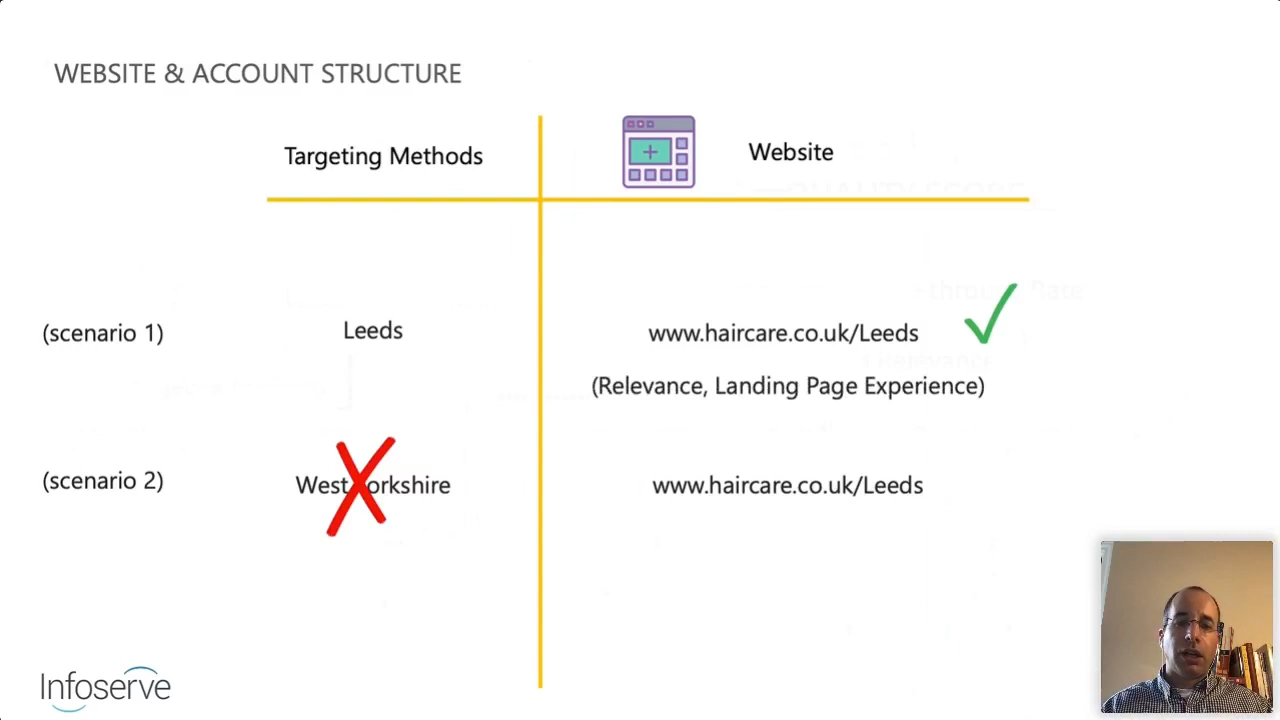 WEBSITE & ACCOUNT STRUCTURE
Targeting Methods
Website
(scenario 1)
Leeds
www.haircare.co.uk/Leeds
(Relevance, Landing Page Experience)
(scenario 2)
West Yorkshire
www.haircare.co.uk/Leeds
Infoserve